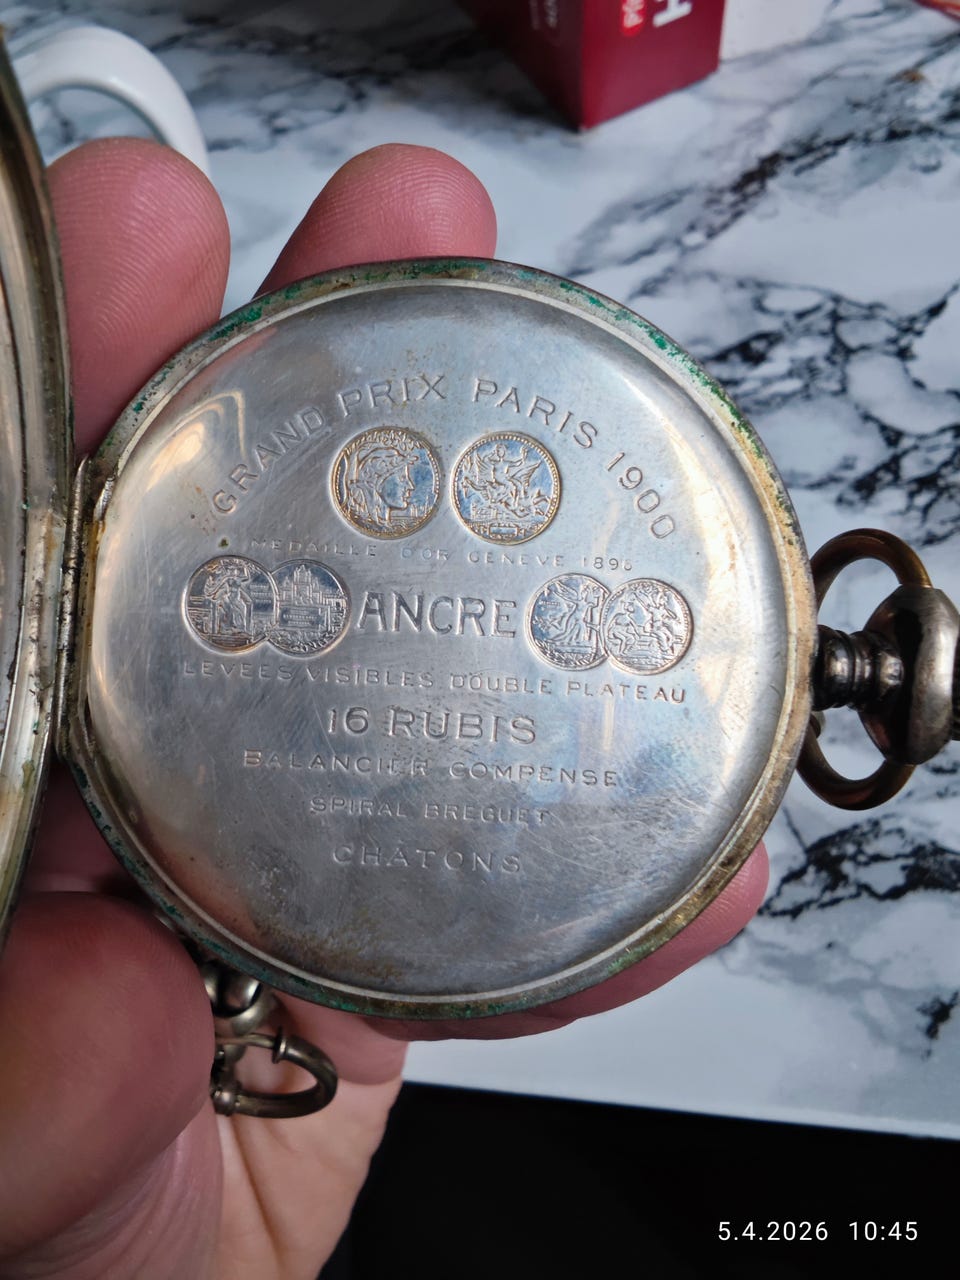 GRAND PRIX PARIS 1900
MEDAILLE D'OR GENEVE 1896
ANCRE
LEVÉES VISIBLES DOUBLE PLATEAU
16 RUBIS
BALANCIER COMPENSE
SPIRAL BREGUET
CHATONS
5.4.2026 10:45